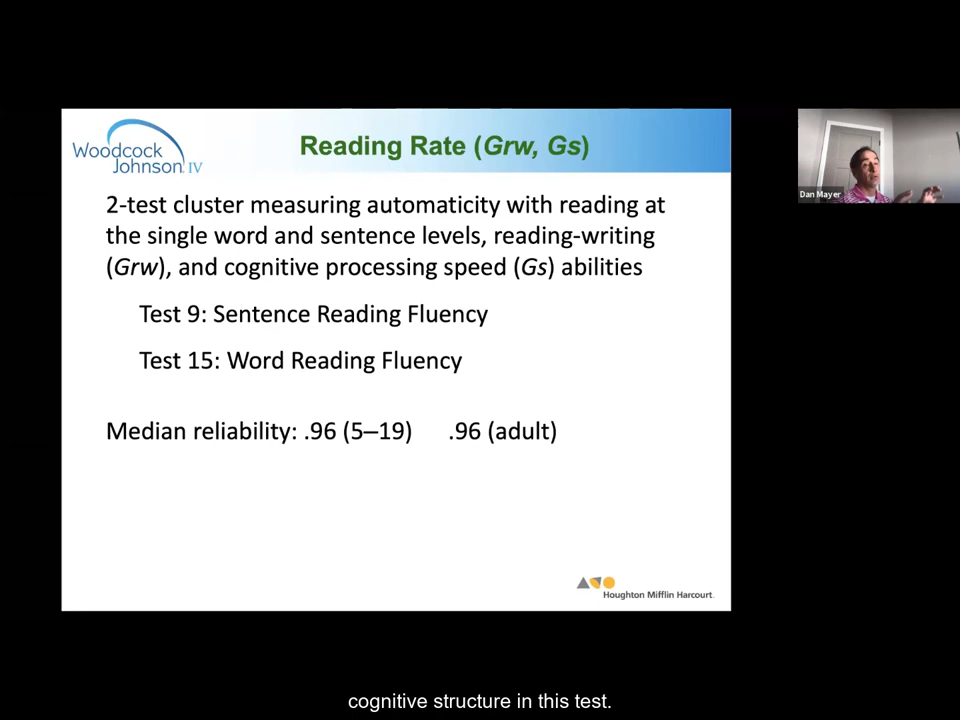 Woodcock
Johnson IV
Reading Rate (Grw, Gs)
2-test cluster measuring automaticity with reading at
the single word and sentence levels, reading-writing
(Grw), and cognitive processing speed (Gs) abilities
Test 9: Sentence Reading Fluency
Test 15: Word Reading Fluency
Median reliability: .96 (5–19) .96 (adult)
Houghton Mifflin Harcourt.
Dan Mayer
cognitive structure in this test.